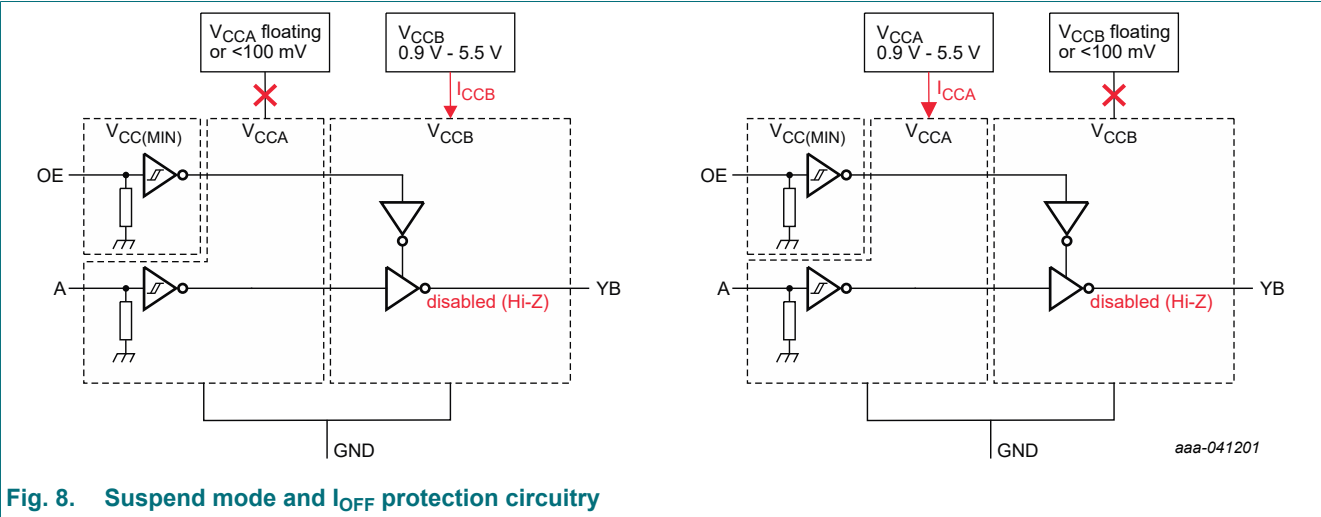 VCCA floating
or <100 mV
VCCB
0.9 V - 5.5 V
ICCB
VCC(MIN)
VCCA
VCCB
OE
A
disabled (Hi-Z)
YB
GND
VCCA
0.9 V - 5.5 V
VCCB floating
or <100 mV
ICCA
VCC(MIN)
VCCA
VCCB
OE
A
disabled (Hi-Z)
YB
GND
aaa-041201
Fig. 8. Suspend mode and IOFF protection circuitry